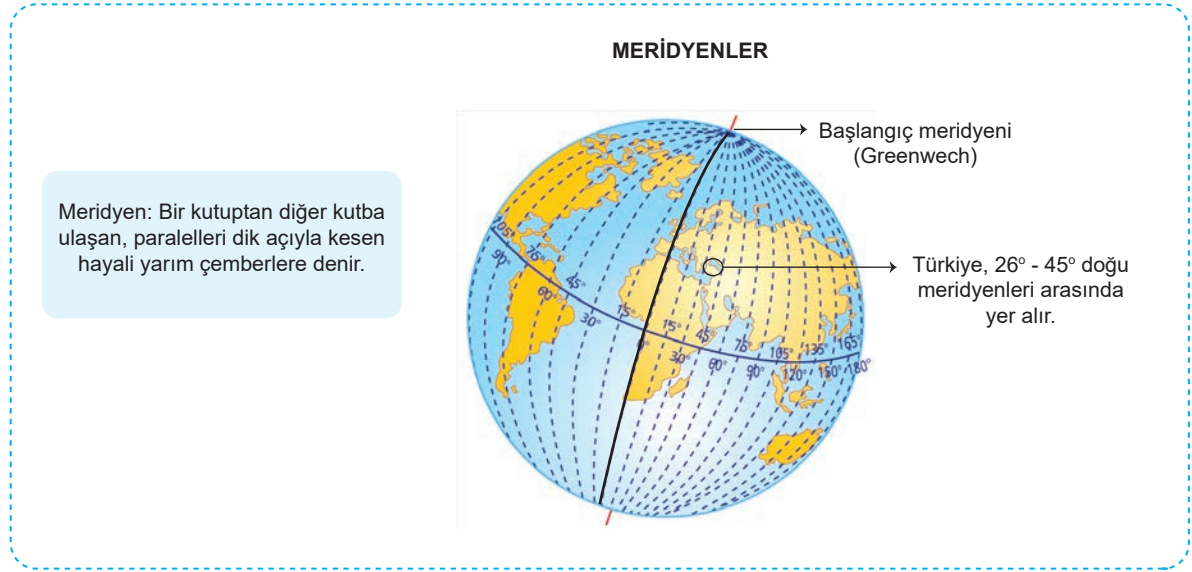 MERİDYENLER
Meridyen: Bir kutuptan diğer kutba
ulaşan, paralelleri dik açıyla kesen
hayali yarım çemberlere denir.
Başlangıç meridyeni
(Greenwech)
Türkiye, 26° - 45° doğu
meridyenleri arasında
yer alır.
105°
90°
75°
60°
45°
30°
15°
0°
15°
30°
45°
60°
75°
90°
105°
120°
135°
150°
165°
180°